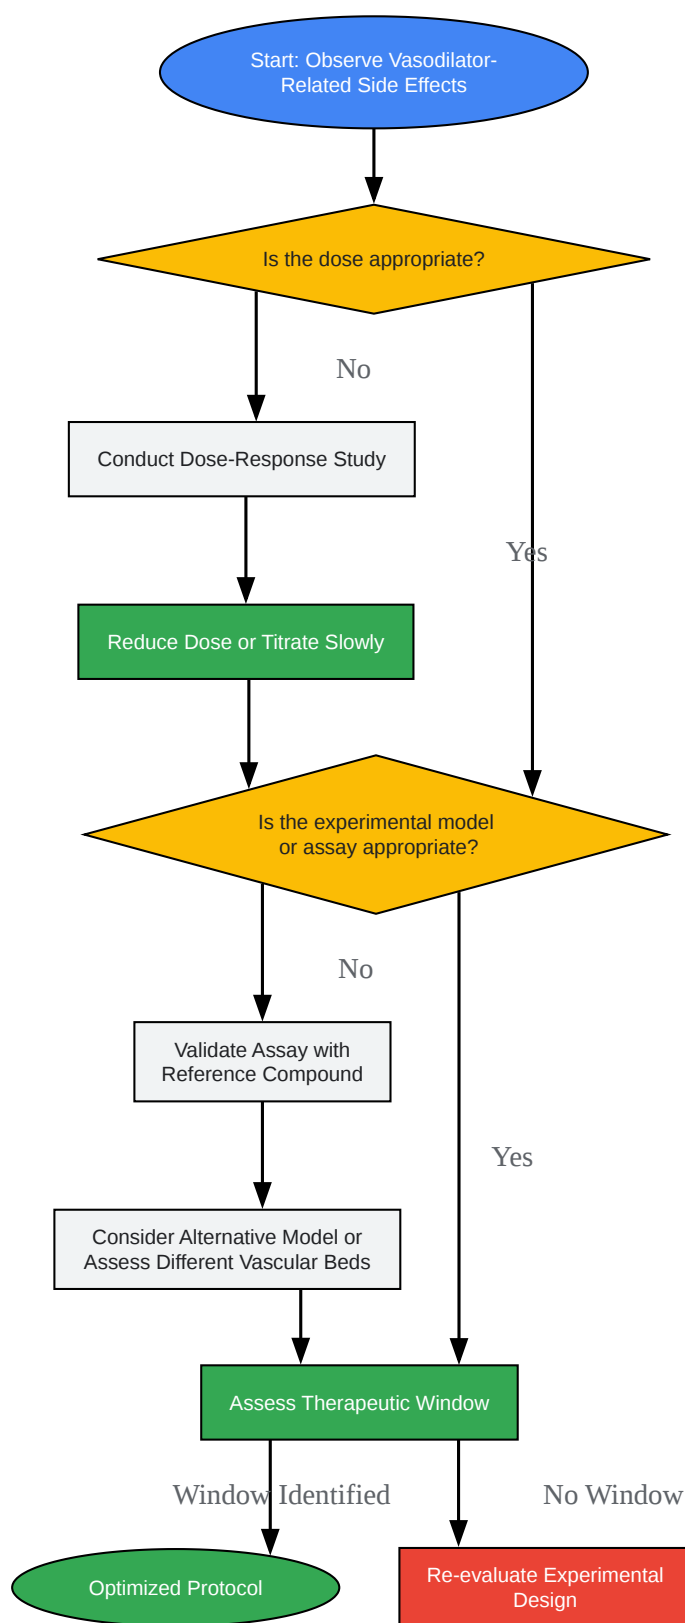 Start: Observe Vasodilator-
Related Side Effects
Is the dose appropriate?
No
Conduct Dose-Response Study
Yes
Reduce Dose or Titrate Slowly
Is the experimental model
or assay appropriate?
No
Validate Assay with
Reference Compound
Yes
Consider Alternative Model or
Assess Different Vascular Beds
Assess Therapeutic Window
Window Identified
No Window
Optimized Protocol
Re-evaluate Experimental
Design